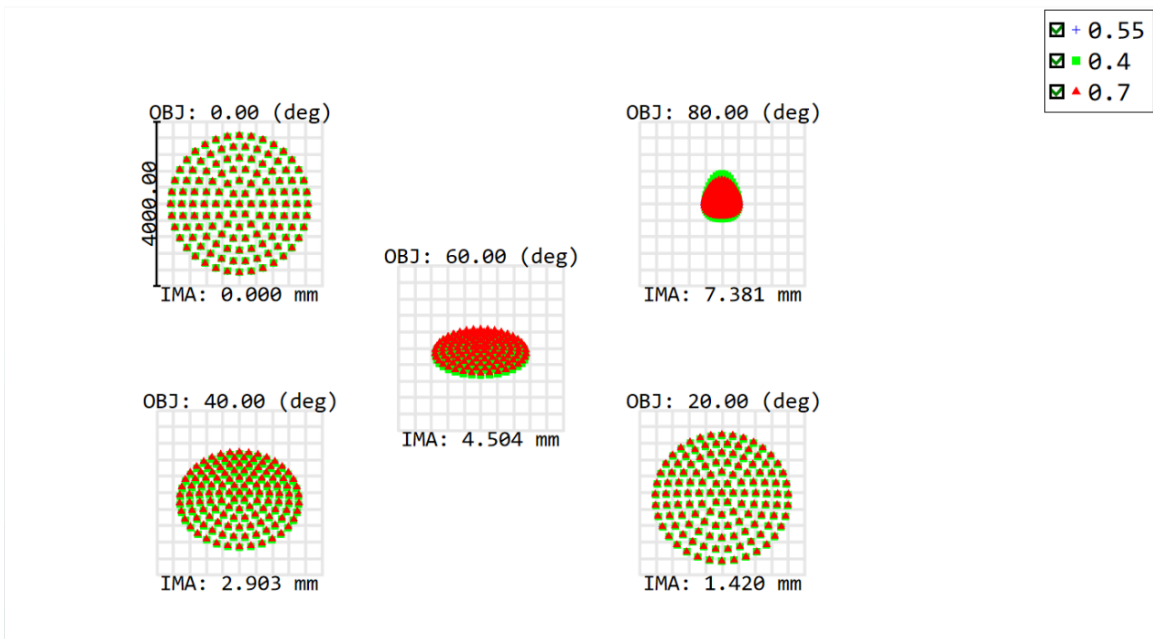 + 0.55
0.4
0.7
OBJ: 0.00 (deg)
4000.00
IMA: 0.000 mm
OBJ: 80.00 (deg)
IMA: 7.381 mm
OBJ: 60.00 (deg)
IMA: 4.504 mm
OBJ: 40.00 (deg)
IMA: 2.903 mm
OBJ: 20.00 (deg)
IMA: 1.420 mm